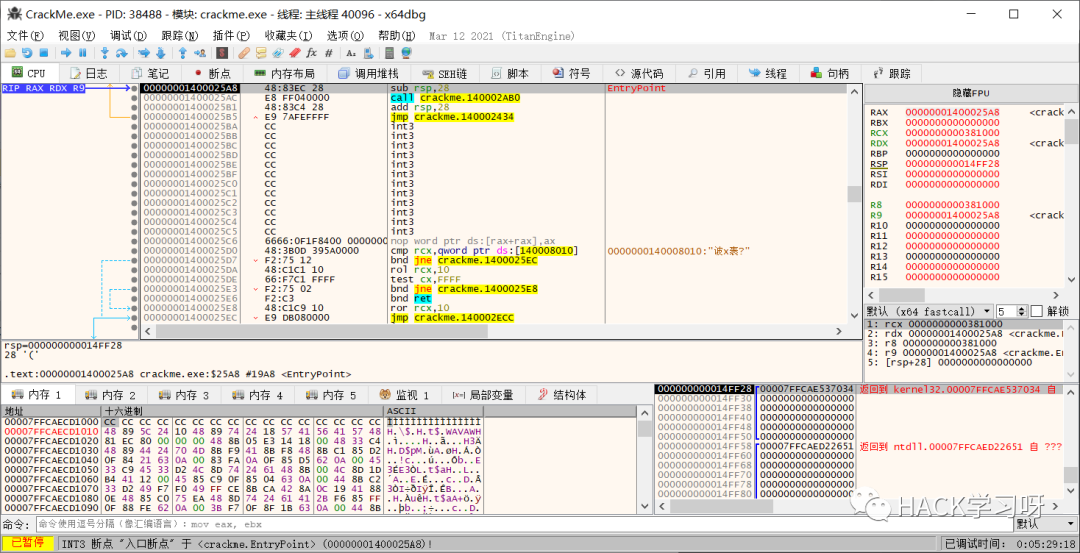 CrackMe.exe - PID: 38488 - 模块: crackme.exe - 线程: 主线程 40096 - x64dbg
文件(F) 视图(V) 调试(D) 跟踪(N) 插件(P) 收藏夹(I) 选项(O) 帮助(H) Mar 12 2021 (TitanEngine)
CPU 日志 笔记 断点 内存布局 调用堆栈 SEH链 脚本 符号 源代码 引用 线程 句柄 跟踪
RIP RAX RDX R9 00000001400025A8 48:83EC 28 sub rsp,28 EntryPoint
00000001400025AC E8 FF040000 call crackme.140002AB0
00000001400025B1 48:83C4 28 add rsp,28
00000001400025B5 E9 7AFEFFFF jmp crackme.140002434
00000001400025BA CC int3
00000001400025BB CC int3
00000001400025BC CC int3
00000001400025BD CC int3
00000001400025BE CC int3
00000001400025BF CC int3
00000001400025C0 CC int3
00000001400025C1 CC int3
00000001400025C2 CC int3
00000001400025C3 CC int3
00000001400025C4 CC int3
00000001400025C5 CC int3
00000001400025C6 6666:0F1F8400 0000000 nop word ptr ds:[rax+rax],ax
00000001400025D0 48:3B0D 395A0000 cmp rcx,qword ptr ds:[140008010]
00000001400025D7 F2:75 12 bnd jne crackme.1400025EC
00000001400025DA 48:C1C1 10 rol rcx,10
00000001400025DE 66:F7C1 FFFF test cx,FFFF
00000001400025E3 F2:75 02 bnd jne crackme.1400025E8
00000001400025E6 F2:C3 bnd ret
00000001400025E8 48:C1C9 10 ror rcx,10
00000001400025EC E9 DB080000 jmp crackme.140002ECC
隐藏FPU
RAX 00000001400025A8 <crack
RBX 0000000000000000
RCX 0000000000381000
RDX 00000001400025A8 <crack
RBP 0000000000000000
RSP 000000000014FF28
RSI 0000000000000000
RDI 0000000000000000
R8 0000000000381000
R9 00000001400025A8 <crack
R10 0000000000000000
R11 0000000000000000
R12 0000000000000000
R13 0000000000000000
R14 0000000000000000
R15 0000000000000000
默认 (x64 fastcall) 5 解锁
1: rcx 0000000000381000
2: rdx 00000001400025A8 <crackme.En
3: r8 0000000000381000
4: r9 00000001400025A8 <crackme.Ent
5: [rsp+28] 0000000000000000
rsp=000000000014FF28
28 '('
.text:00000001400025A8 crackme.exe:$25A8 #19A8 <EntryPoint>
内存 1 内存 2 内存 3 内存 4 内存 5 监视 1 局部变量 结构体
地址 十六进制 ASCII
00007FFCAECD1000 CC CC CC CC CC CC CC CC CC CC CC CC CC CC CC CC ÌÌÌÌÌÌÌÌÌÌÌÌÌÌÌÌ
00007FFCAECD1010 48 89 5C 24 10 48 89 74 24 18 57 41 56 41 57 48 H.\$.H.t$.WAVAWH
00007FFCAECD1020 81 EC 80 00 00 00 48 8B 05 E3 14 18 00 48 33 C4
00007FFCAECD1030 48 89 44 24 70 4D 8B F9 41 8B F8 48 8B C1 85 D2
00007FFCAECD1040 0F 84 21 63 0A 00 83 FA 0A 0F 85 D5 62 0A 00 45
00007FFCAECD1050 33 C9 45 33 D2 4C 8D 74 24 61 48 8B 00 4C 8D 1D
00007FFCAECD1060 B4 41 12 00 45 85 C9 0F 85 04 63 0A 00 44 8B C2
00007FFCAECD1070 33 D2 49 F7 F0 49 FF CE 8B CA 42 8A 0C 19 41 88
00007FFCAECD1080 0E 48 85 C0 75 EA 48 8D 74 24 61 41 2B F6 85 FF
00007FFCAECD1090 0F 88 FE 62 0A 00 3B F7 0F 8F 1B 63 0A 00 44 8B
000000000014FF28 00007FFCAE537034 返回到 kernel32.00007FFCAE537034 自
000000000014FF30 0000000000000000
000000000014FF38 0000000000000000
000000000014FF40 0000000000000000
000000000014FF48 0000000000000000
000000000014FF50 0000000000000000
000000000014FF58 00007FFCAED22651 返回到 ntdll.00007FFCAED22651 自 ???
000000000014FF60 0000000000000000
000000000014FF68 0000000000000000
000000000014FF70 0000000000000000
000000000014FF78 0000000000000000
000000000014FF80 0000000000000000
HACK学习呀
命令: 命令使用逗号分隔（像汇编语言）: mov eax, ebx 默认
已暂停 INT3 断点 "入口断点" 于 <crackme.EntryPoint> (00000001400025A8)! 已调试时间: 0:05:29:18